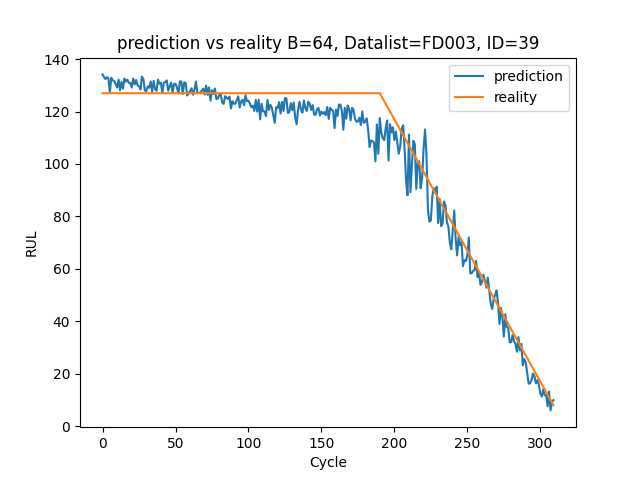 prediction vs reality B=64, Datalist=FD003, ID=39
prediction
reality
RUL
140
120
100
80
60
40
20
0
0 50 100 150 200 250 300
Cycle